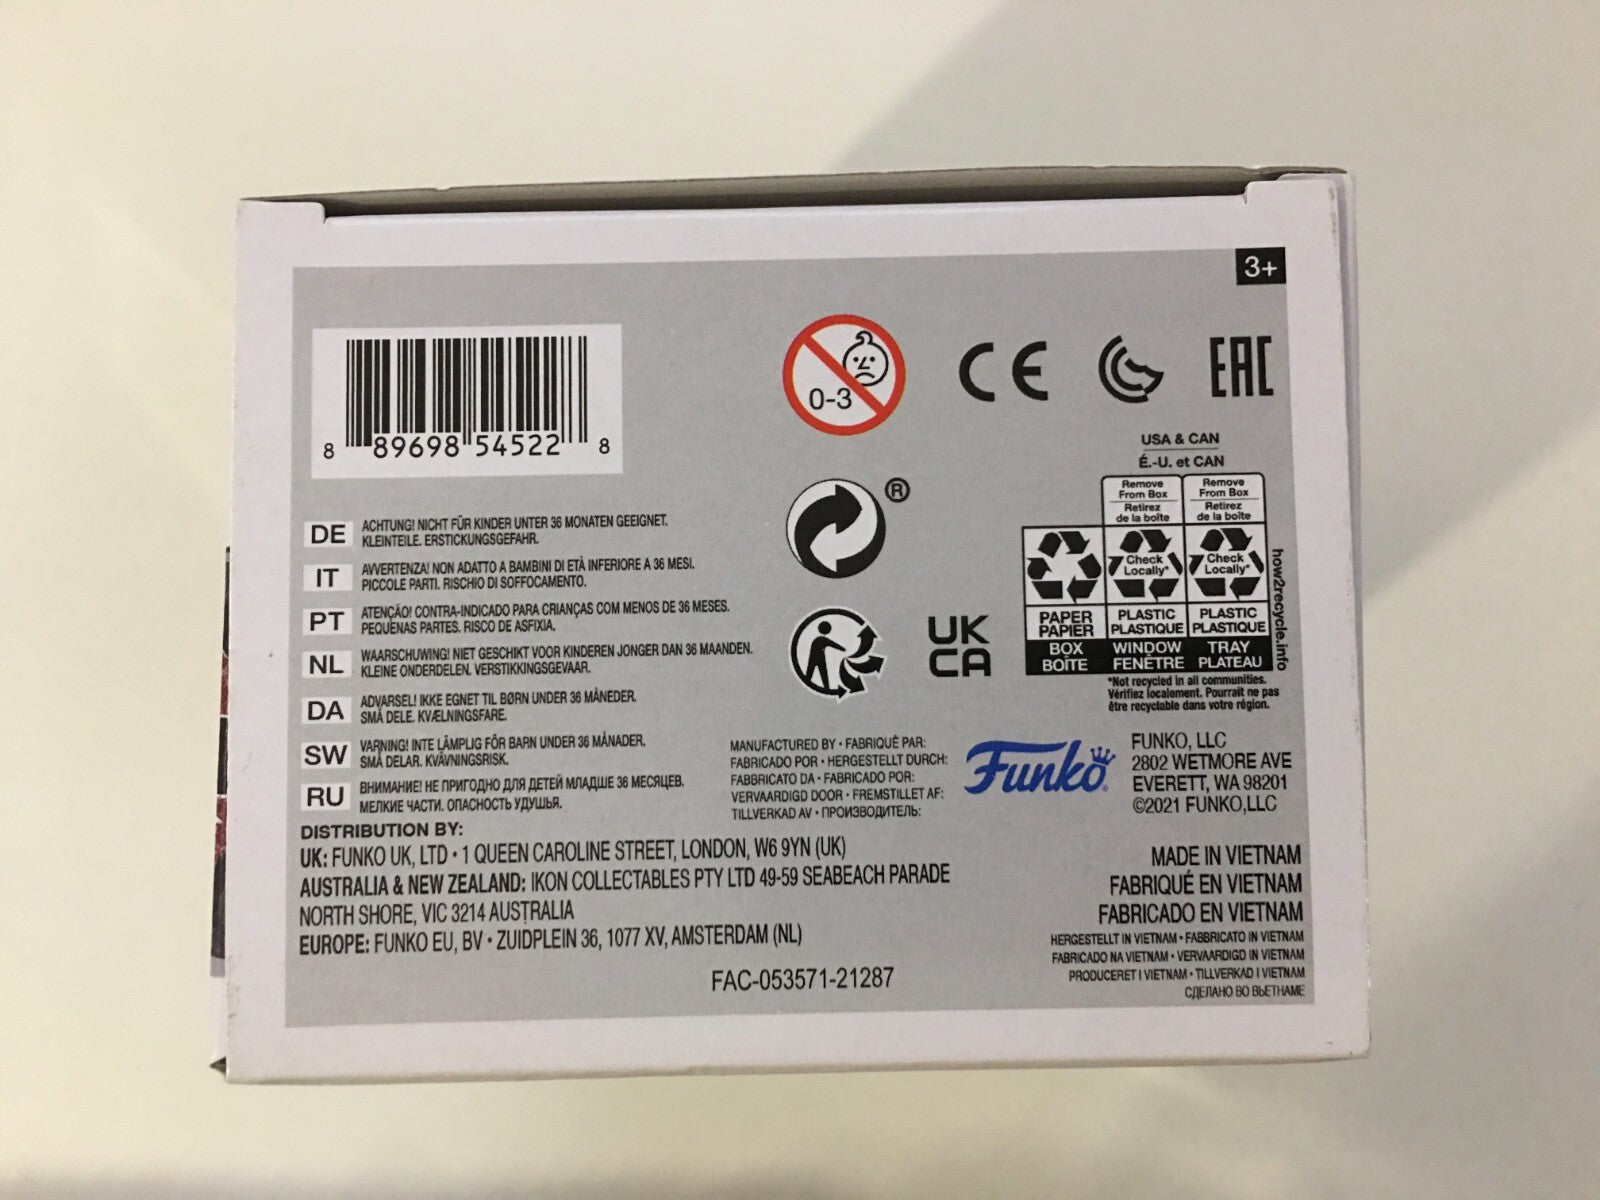 3+
8 89698 54522 8
0-3
CE
EAC
USA & CAN
É.-U. et CAN
Remove
From Box
Retirez
de la boîte
Remove
From Box
Retirez
de la boîte
Check
Locally*
Check
Locally*
PAPER
PAPIER
PLASTIC
PLASTIQUE
PLASTIC
PLASTIQUE
BOX
BOÎTE
WINDOW
FENÊTRE
TRAY
PLATEAU
how2recycle.info
*Not recycled in all communities.
Vérifiez localement. Pourrait ne pas
être recyclable dans votre région.
®
UK
CA
DE ACHTUNG! NICHT FÜR KINDER UNTER 36 MONATEN GEEIGNET.
KLEINTEILE. ERSTICKUNGSGEFAHR.
IT AVVERTENZA! NON ADATTO A BAMBINI DI ETÀ INFERIORE A 36 MESI.
PICCOLE PARTI. RISCHIO DI SOFFOCAMENTO.
PT ATENÇÃO! CONTRA-INDICADO PARA CRIANÇAS COM MENOS DE 36 MESES.
PEQUENAS PARTES. RISCO DE ASFIXIA.
NL WAARSCHUWING! NIET GESCHIKT VOOR KINDEREN JONGER DAN 36 MAANDEN.
KLEINE ONDERDELEN. VERSTIKKINGSGEVAAR.
DA ADVARSEL! IKKE EGNET TIL BØRN UNDER 36 MÅNEDER.
SMÅ DELE. KVÆLNINGSFARE.
SW VARNING! INTE LÄMPLIG FÖR BARN UNDER 36 MÅNADER.
SMÅ DELAR. KVÄVNINGSRISK.
RU ВНИМАНИЕ! НЕ ПРИГОДНО ДЛЯ ДЕТЕЙ МЛАДШЕ 36 МЕСЯЦЕВ.
МЕЛКИЕ ЧАСТИ. ОПАСНОСТЬ УДУШЬЯ.
MANUFACTURED BY • FABRIQUÉ PAR:
FABRICADO POR • HERGESTELLT DURCH:
FABBRICATO DA • FABRICADO POR:
VERVAARDIGD DOOR • FREMSTILLET AF:
TILLVERKAD AV • ПРОИЗВОДИТЕЛЬ:
Funko
FUNKO, LLC
2802 WETMORE AVE
EVERETT, WA 98201
©2021 FUNKO,LLC
DISTRIBUTION BY:
UK: FUNKO UK, LTD • 1 QUEEN CAROLINE STREET, LONDON, W6 9YN (UK)
AUSTRALIA & NEW ZEALAND: IKON COLLECTABLES PTY LTD 49-59 SEABEACH PARADE
NORTH SHORE, VIC 3214 AUSTRALIA
EUROPE: FUNKO EU, BV • ZUIDPLEIN 36, 1077 XV, AMSTERDAM (NL)
FAC-053571-21287
MADE IN VIETNAM
FABRIQUÉ EN VIETNAM
FABRICADO EN VIETNAM
HERGESTELLT IN VIETNAM • FABBRICATO IN VIETNAM
FABRICADO NA VIETNAM • VERVAARDIGD IN VIETNAM
PRODUCERET I VIETNAM • TILLVERKAD I VIETNAM
СДЕЛАНО ВО ВЬЕТНАМЕ